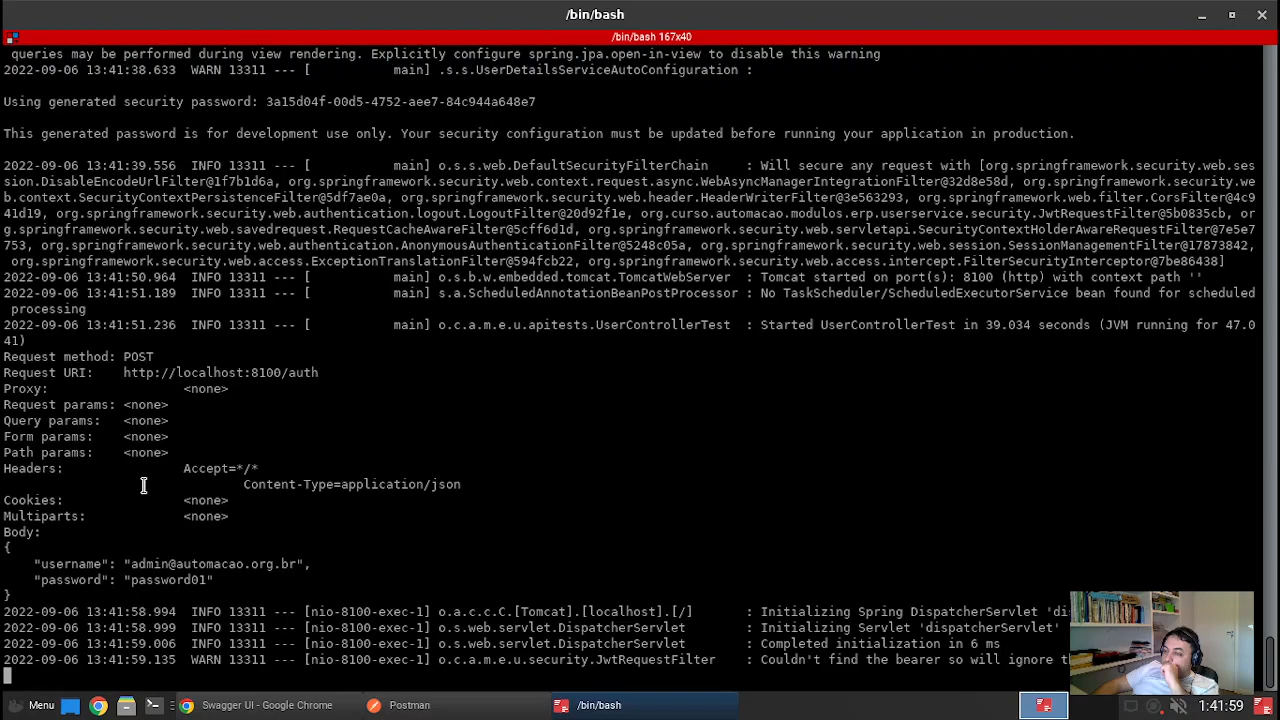 /bin/bash
/bin/bash 167x40
queries may be performed during view rendering. Explicitly configure spring.jpa.open-in-view to disable this warning
2022-09-06 13:41:38.633  WARN 13311 --- [           main] .s.s.UserDetailsServiceAutoConfiguration :
Using generated security password: 3a15d04f-00d5-4752-aee7-84c944a648e7
This generated password is for development use only. Your security configuration must be updated before running your application in production.
2022-09-06 13:41:39.556  INFO 13311 --- [           main] o.s.s.web.DefaultSecurityFilterChain     : Will secure any request with [org.springframework.security.web.ses
sion.DisableEncodeUrlFilter@1f7b1d6a, org.springframework.security.web.context.request.async.WebAsyncManagerIntegrationFilter@32d8e58d, org.springframework.security.we
b.context.SecurityContextPersistenceFilter@5df7ae0a, org.springframework.security.web.header.HeaderWriterFilter@3e563293, org.springframework.web.filter.CorsFilter@4c9
41d19, org.springframework.security.web.authentication.logout.LogoutFilter@20d92f1e, org.curso.automacao.modulos.erp.userservice.security.JwtRequestFilter@5b0835cb, or
g.springframework.security.web.savedrequest.RequestCacheAwareFilter@5cff6d1d, org.springframework.security.web.servletapi.SecurityContextHolderAwareRequestFilter@7e5e7
753, org.springframework.security.web.authentication.AnonymousAuthenticationFilter@5248c05a, org.springframework.security.web.session.SessionManagementFilter@17873842,
org.springframework.security.web.access.ExceptionTranslationFilter@594fcb22, org.springframework.security.web.access.intercept.FilterSecurityInterceptor@7be86438]
2022-09-06 13:41:50.964  INFO 13311 --- [           main] o.s.b.w.embedded.tomcat.TomcatWebServer  : Tomcat started on port(s): 8100 (http) with context path ''
2022-09-06 13:41:51.189  INFO 13311 --- [           main] s.a.ScheduledAnnotationBeanPostProcessor : No TaskScheduler/ScheduledExecutorService bean found for scheduled
processing
2022-09-06 13:41:51.236  INFO 13311 --- [           main] o.c.a.m.e.u.apitests.UserControllerTest  : Started UserControllerTest in 39.034 seconds (JVM running for 47.0
41)
Request method: POST
Request URI:    http://localhost:8100/auth
Proxy:          <none>
Request params: <none>
Query params:   <none>
Form params:    <none>
Path params:    <none>
Headers:        Accept=*/*
Content-Type=application/json
Cookies:        <none>
Multiparts:     <none>
Body:
{
"username": "admin@automacao.org.br",
"password": "password01"
}
2022-09-06 13:41:58.994  INFO 13311 --- [nio-8100-exec-1] o.a.c.c.C.[Tomcat].[localhost].[/]       : Initializing Spring DispatcherServlet 'di
2022-09-06 13:41:58.999  INFO 13311 --- [nio-8100-exec-1] o.s.web.servlet.DispatcherServlet        : Initializing Servlet 'dispatcherServlet'
2022-09-06 13:41:59.006  INFO 13311 --- [nio-8100-exec-1] o.s.web.servlet.DispatcherServlet        : Completed initialization in 6 ms
2022-09-06 13:41:59.135  WARN 13311 --- [nio-8100-exec-1] o.c.a.m.e.u.security.JwtRequestFilter    : Couldn't find the bearer so will ignore t
Menu
Swagger UI - Google Chrome
Postman
/bin/bash
1:41:59